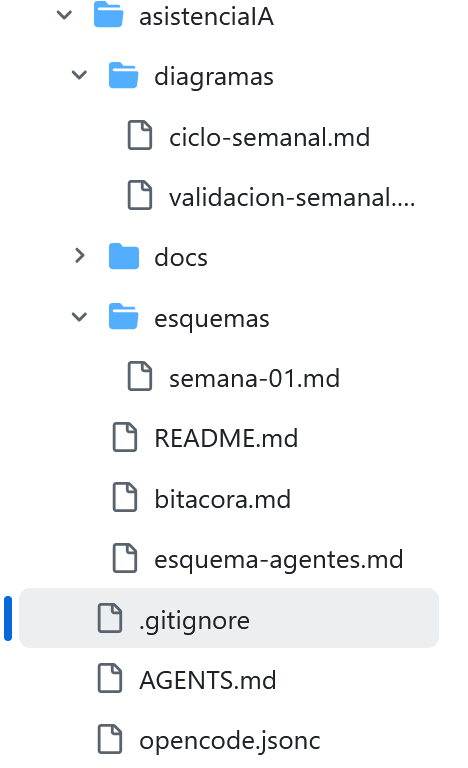 asistenciaIA
diagramas
ciclo-semanal.md
validacion-semanal....
docs
esquemas
semana-01.md
README.md
bitacora.md
esquema-agentes.md
.gitignore
AGENTS.md
opencode.jsonc